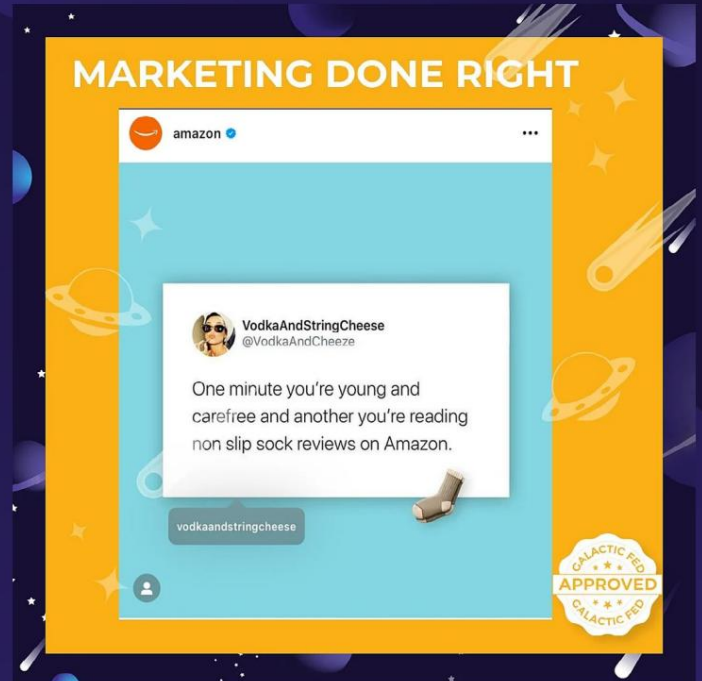 MARKETING DONE RIGHT
amazon
VodkaAndStringCheese
@VodkaAndCheeze
One minute you're young and
carefree and another you're reading
non slip sock reviews on Amazon.
vodkaandstringcheese
GALACTIC FED
APPROVED
GALACTIC FED